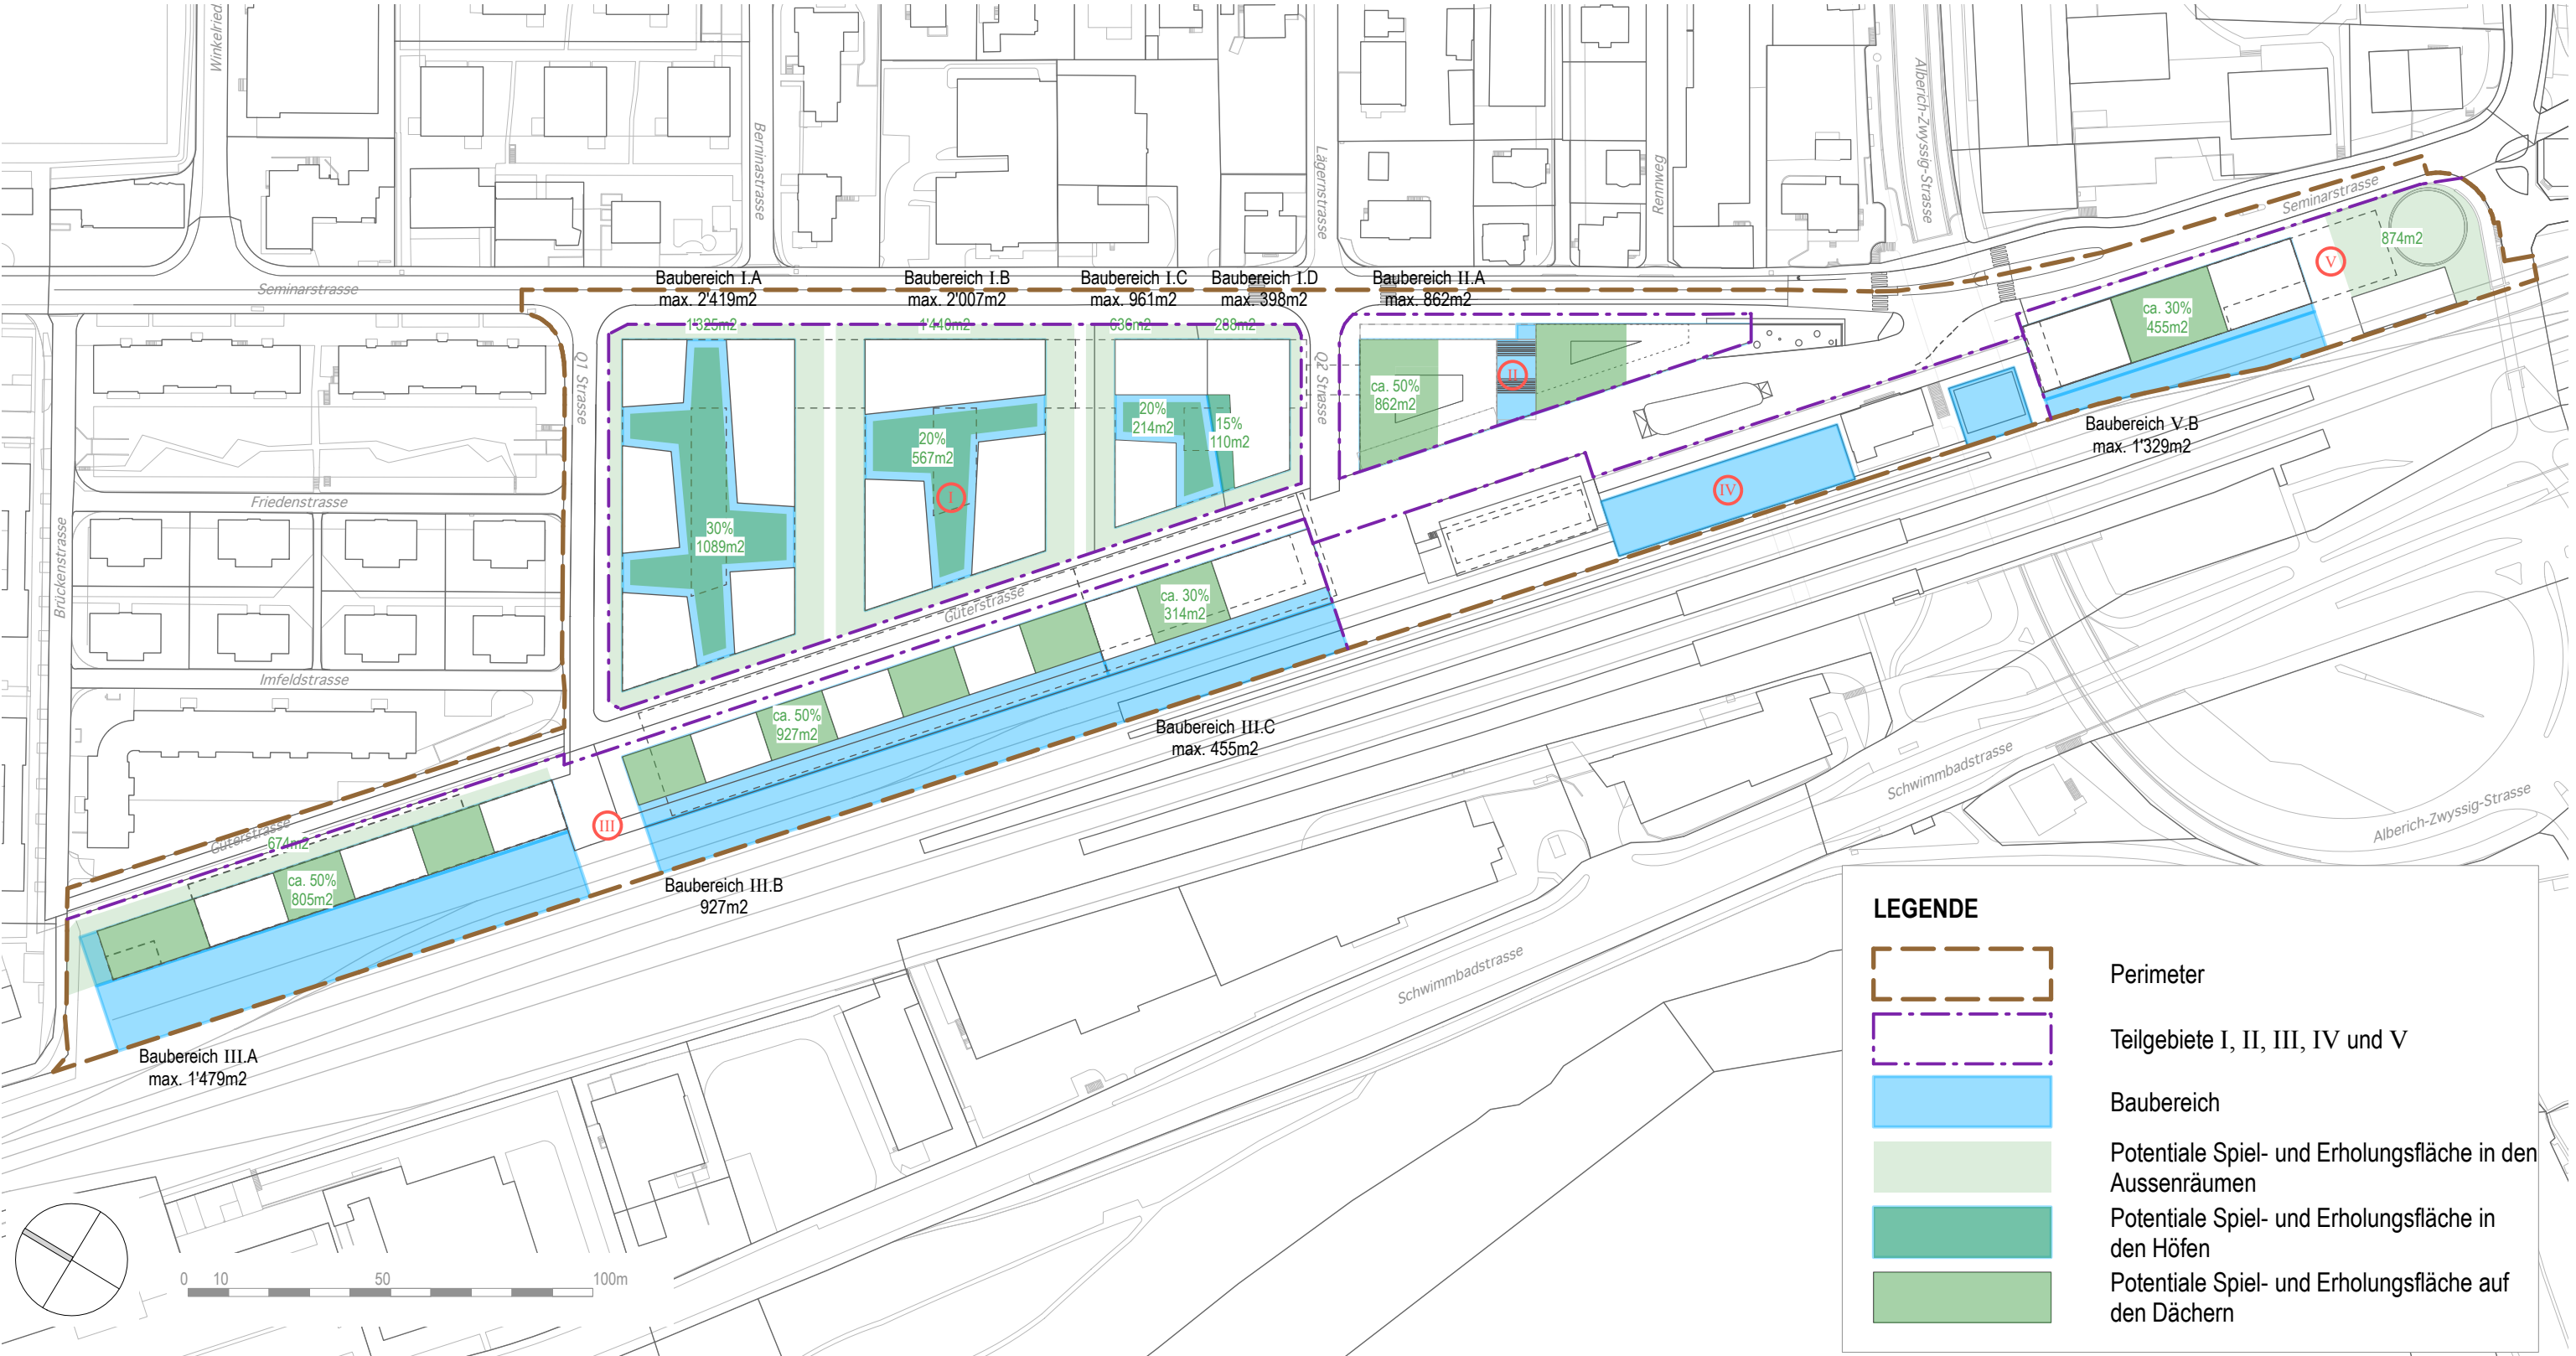 Winkelried
Berninastrasse
Lägernstrasse
Rennweg
Alberich-Zwyssig-Strasse
Seminarstrasse
Seminarstrasse
874m2
V
Baubereich I.A
max. 2'419m2
1'325m2
Baubereich I.B
max. 2'007m2
Baubereich I.C
max. 961m2
636m2
Baubereich I.D
max. 398m2
288m2
Baubereich II.A
max. 862m2
ca. 30%
455m2
Q1 Strasse
Q2 Strasse
II
ca. 50%
862m2
20%
214m2
15%
110m2
20%
567m2
I
30%
1089m2
Baubereich V.B
max. 1'329m2
IV
Friedenstrasse
Brückenstrasse
Imfeldstrasse
Güterstrasse
ca. 30%
314m2
ca. 50%
927m2
Baubereich III.C
max. 455m2
III
Güterstrasse
674m2
ca. 50%
805m2
Baubereich III.B
927m2
Baubereich III.A
max. 1'479m2
Schwimmbadstrasse
Schwimmbadstrasse
Alberich-Zwyssig-Strasse
LEGENDE
Perimeter
Teilgebiete I, II, III, IV und V
Baubereich
Potentiale Spiel- und Erholungsfläche in den
Aussenräumen
Potentiale Spiel- und Erholungsfläche in
den Höfen
Potentiale Spiel- und Erholungsfläche auf
den Dächern
0 10 50 100m